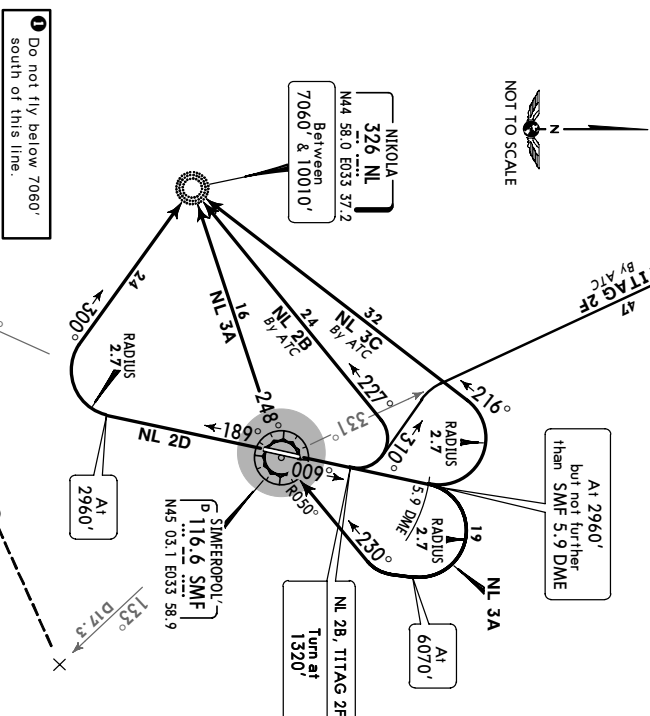 ❶ Do not fly below 7060'
south of this line.
NOT TO SCALE
N
NIKOLA
326 NL
N44 58.0 E033 37.2
Between
7060' & 10010'
TITAG 2F
By ATC
47
32
NL 3C
By ATC
24
NL 2B
By ATC
16
NL 3A
24
300°
RADIUS
2.7
NL 2D
189°
248°
227°
331°
216°
310°
RADIUS
2.7
009°
R050°
5.9 DME
RADIUS
2.7
19
NL 3A
230°
At 2960'
but not further
than SMF 5.9 DME
At
2960'
At
6070'
SIMFEROPOL'
D 116.6 SMF
N45 03.1 E033 58.9
NL 2B, TITAG 2F
Turn at
1320'
133°
D17.3